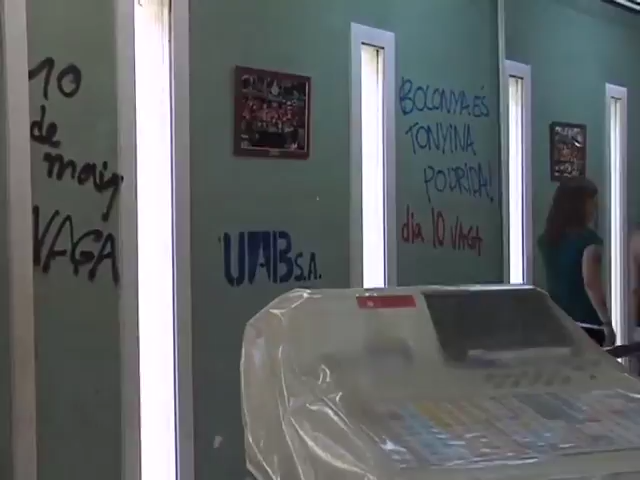 10
de
maig
VAGA
UAB S.A.
BOLONYA ÉS
TONYINA
PODRIDA!
dia 10 VAGA